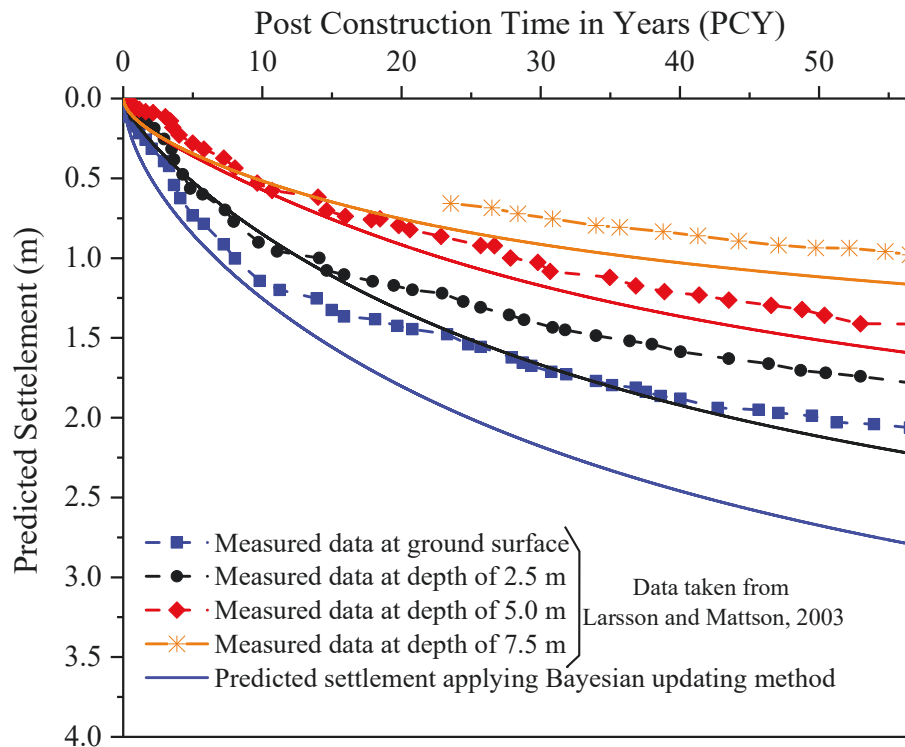 Post Construction Time in Years (PCY)
0 10 20 30 40 50
Predicted Settelement (m)
0.0
0.5
1.0
1.5
2.0
2.5
3.0
3.5
4.0
Measured data at ground surface
Measured data at depth of 2.5 m
Measured data at depth of 5.0 m
Measured data at depth of 7.5 m
Predicted settlement applying Bayesian updating method
Data taken from
Larsson and Mattson, 2003